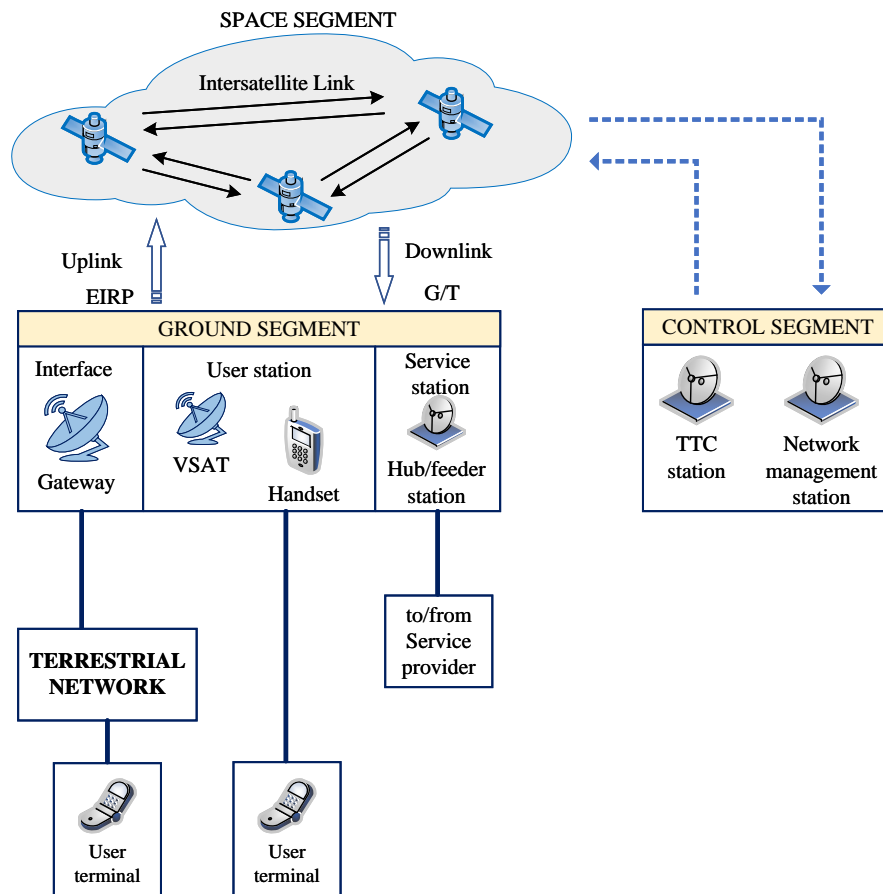 SPACE SEGMENT
Intersatellite Link
Uplink
EIRP
Downlink
G/T
GROUND SEGMENT
Interface
Gateway
User station
VSAT
Handset
Service
station
Hub/feeder
station
CONTROL SEGMENT
TTC
station
Network
management
station
to/from
Service
provider
TERRESTRIAL
NETWORK
User
terminal
User
terminal